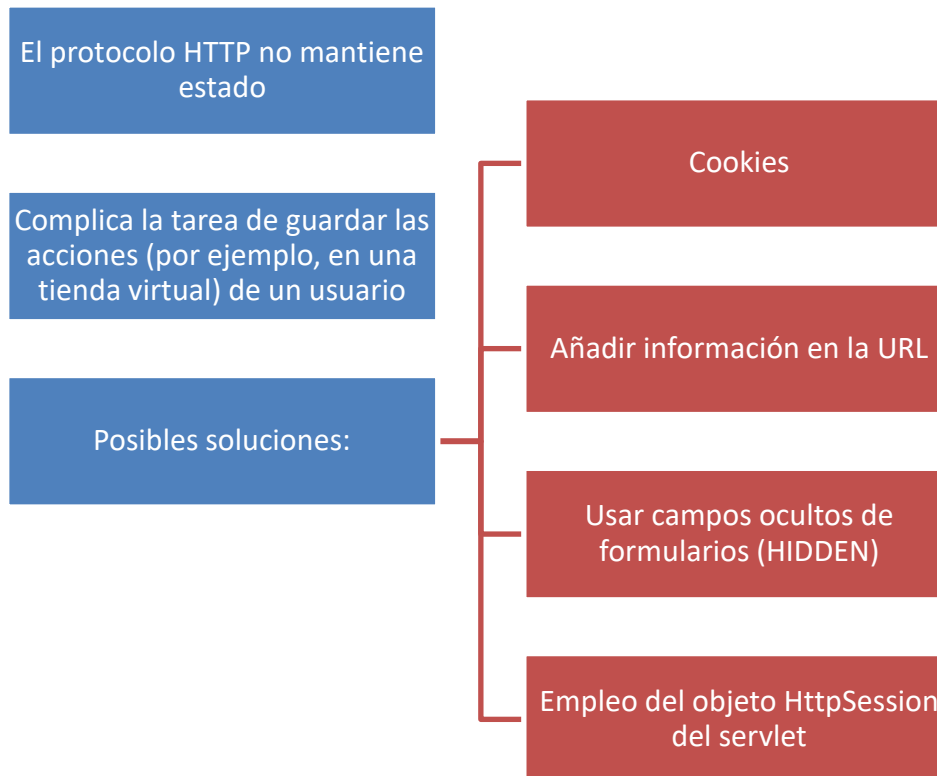 El protocolo HTTP no mantiene
estado
Complica la tarea de guardar las
acciones (por ejemplo, en una
tienda virtual) de un usuario
Posibles soluciones:
Cookies
Añadir información en la URL
Usar campos ocultos de
formularios (HIDDEN)
Empleo del objeto HttpSession
del servlet